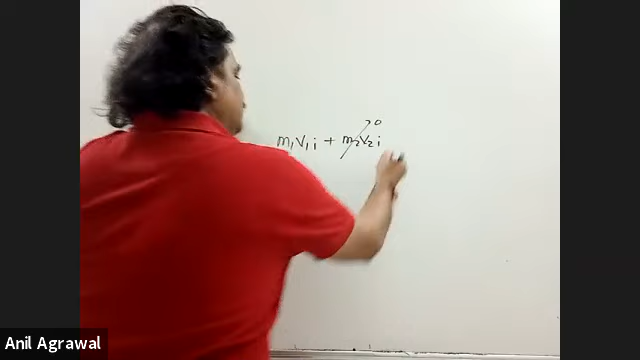 m₁v₁i + m₂v₂i → 0
Anil Agrawal